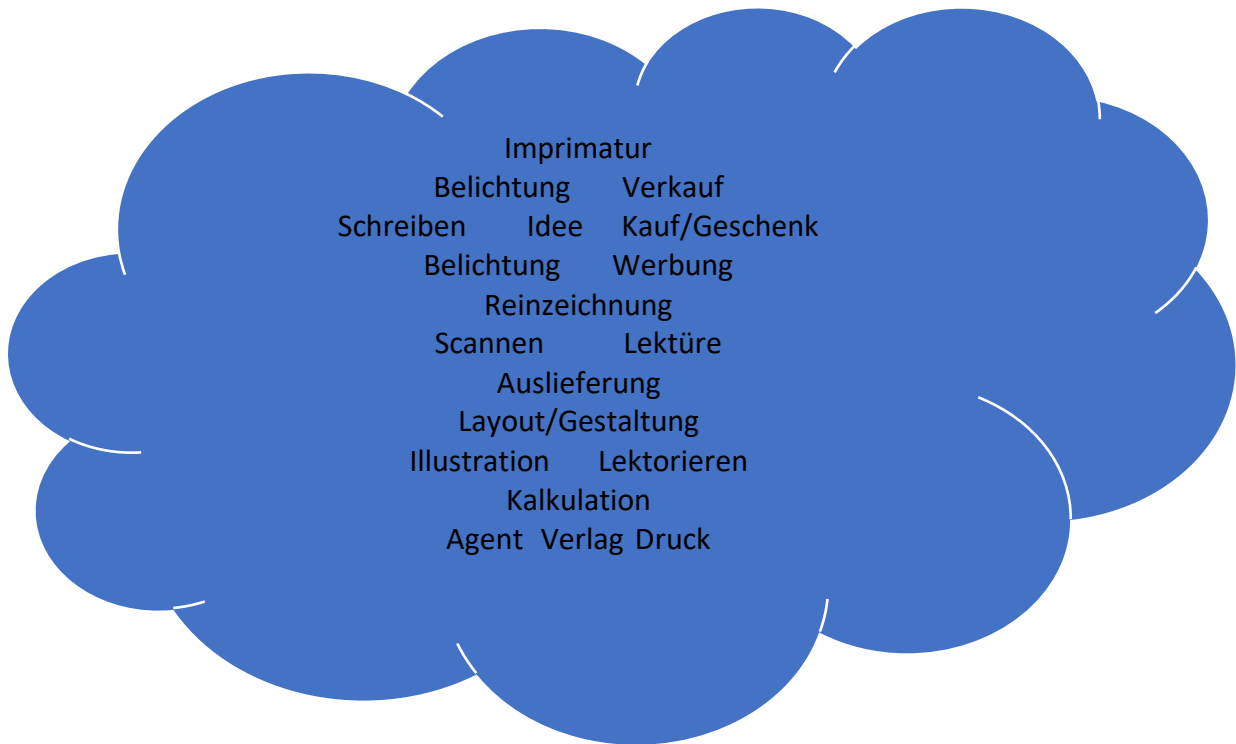 Imprimatur
Belichtung Verkauf
Schreiben Idee Kauf/Geschenk
Belichtung Werbung
Reinzeichnung
Scannen Lektüre
Auslieferung
Layout/Gestaltung
Illustration Lektorieren
Kalkulation
Agent Verlag Druck